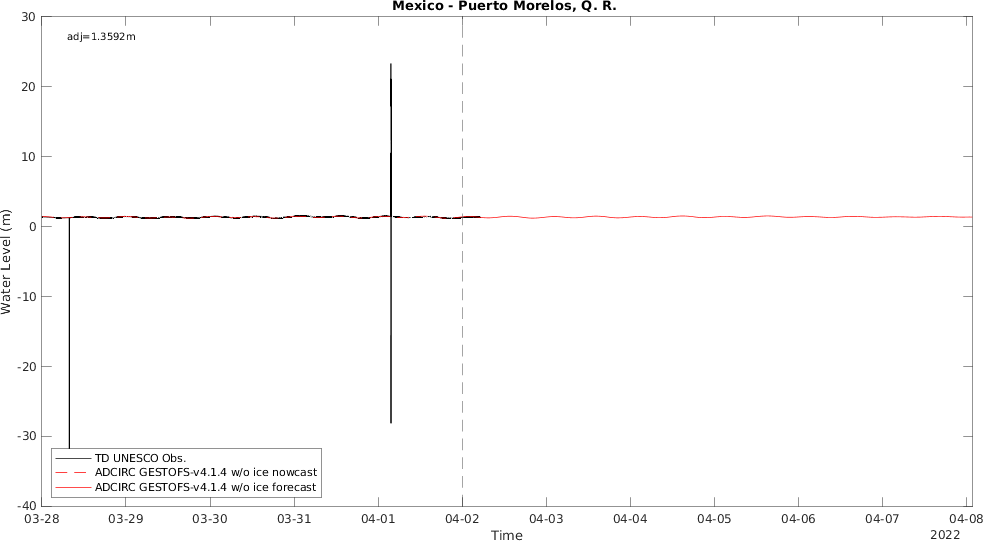 Mexico - Puerto Morelos, Q. R.
adj=1.3592m
30
20
10
0
-10
-20
-30
-40
Water Level (m)
TD UNESCO Obs.
ADCIRC GESTOFS-v4.1.4 w/o ice nowcast
ADCIRC GESTOFS-v4.1.4 w/o ice forecast
03-28 03-29 03-30 03-31 04-01 04-02 04-03 04-04 04-05 04-06 04-07 04-08
Time
2022